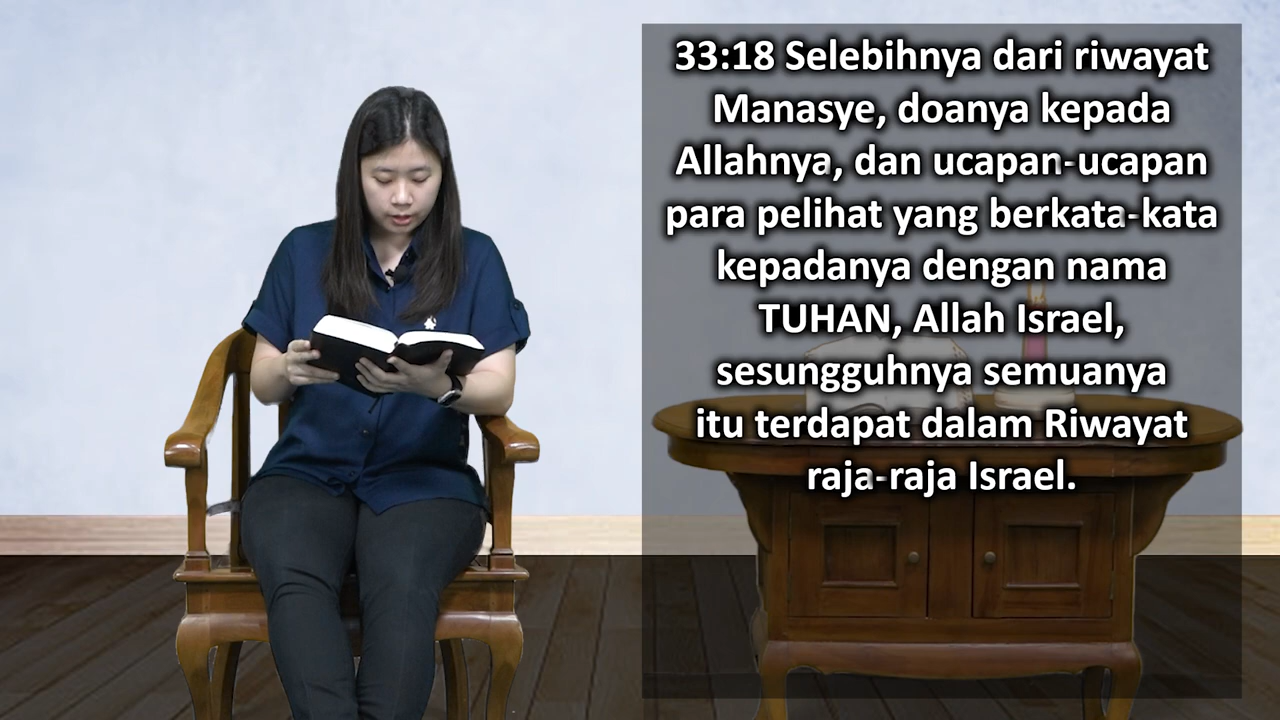 33:18 Selebihnya dari riwayat
Manasye, doanya kepada
Allahnya, dan ucapan-ucapan
para pelihat yang berkata-kata
kepadanya dengan nama
TUHAN, Allah Israel,
sesungguhnya semuanya
itu terdapat dalam Riwayat
raja-raja Israel.